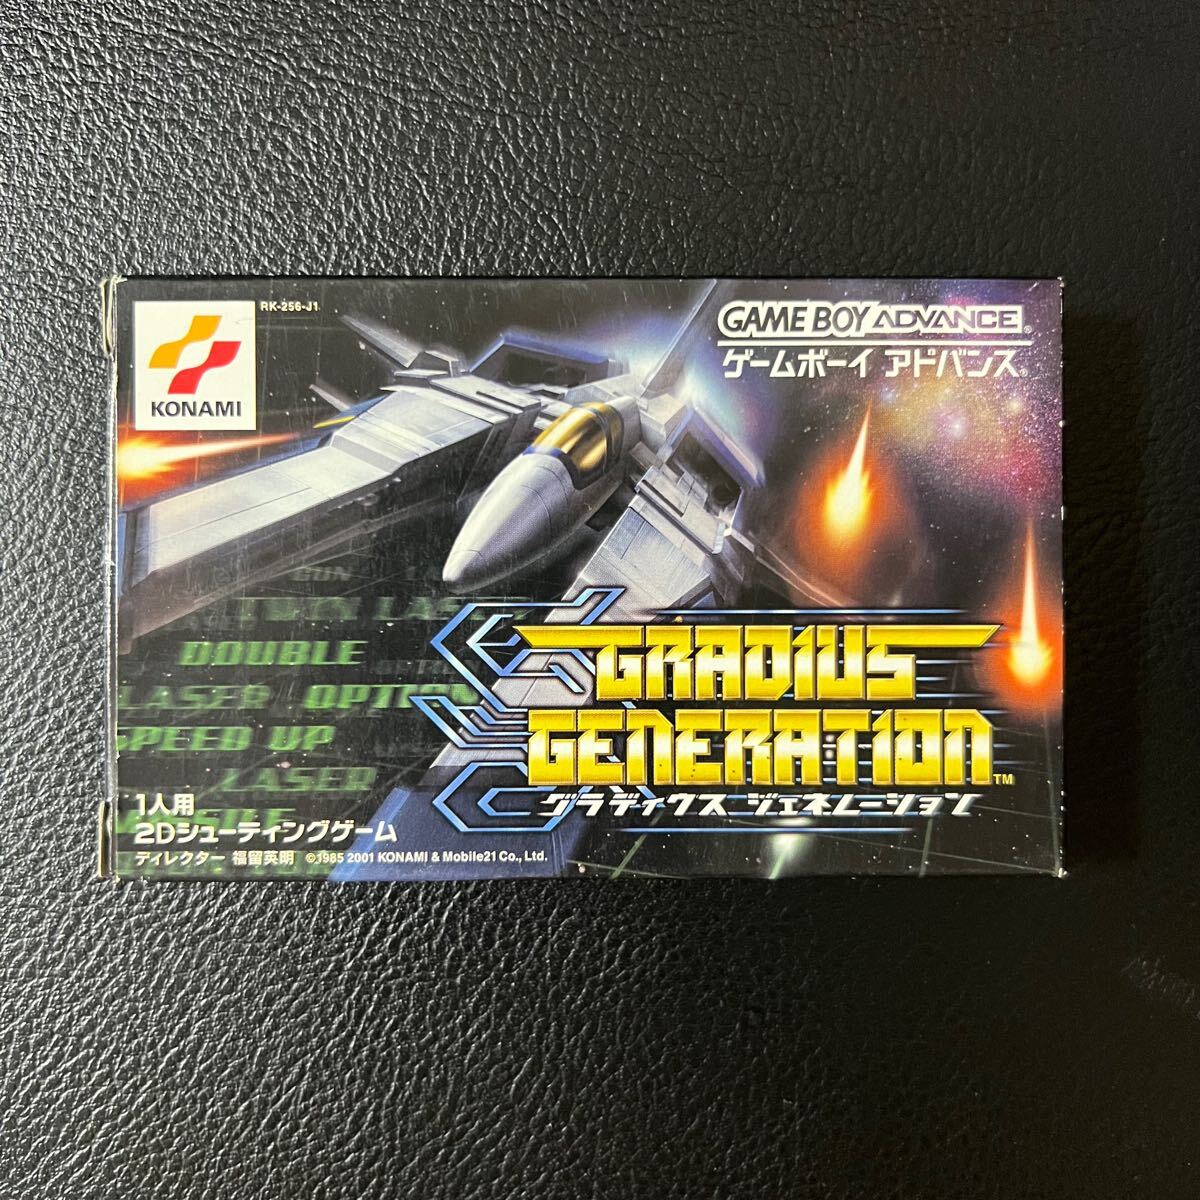 RK-256-J1
KONAMI
GAME BOY ADVANCE
ゲームボーイ アドバンス
TWIN LASER
DOUBLE
LASER OPTION
SPEED UP
LASER
GRADIUS
GENERATION™
グラディウス ジェネレーション
1人用
2Dシューティングゲーム
ディレクター 福留英明 ©1985 2001 KONAMI & Mobile21 Co., Ltd.